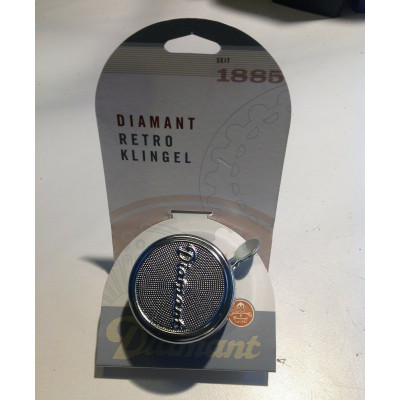 SEIT
1885
DIAMANT
RETRO
KLINGEL
Diamant
Diamant